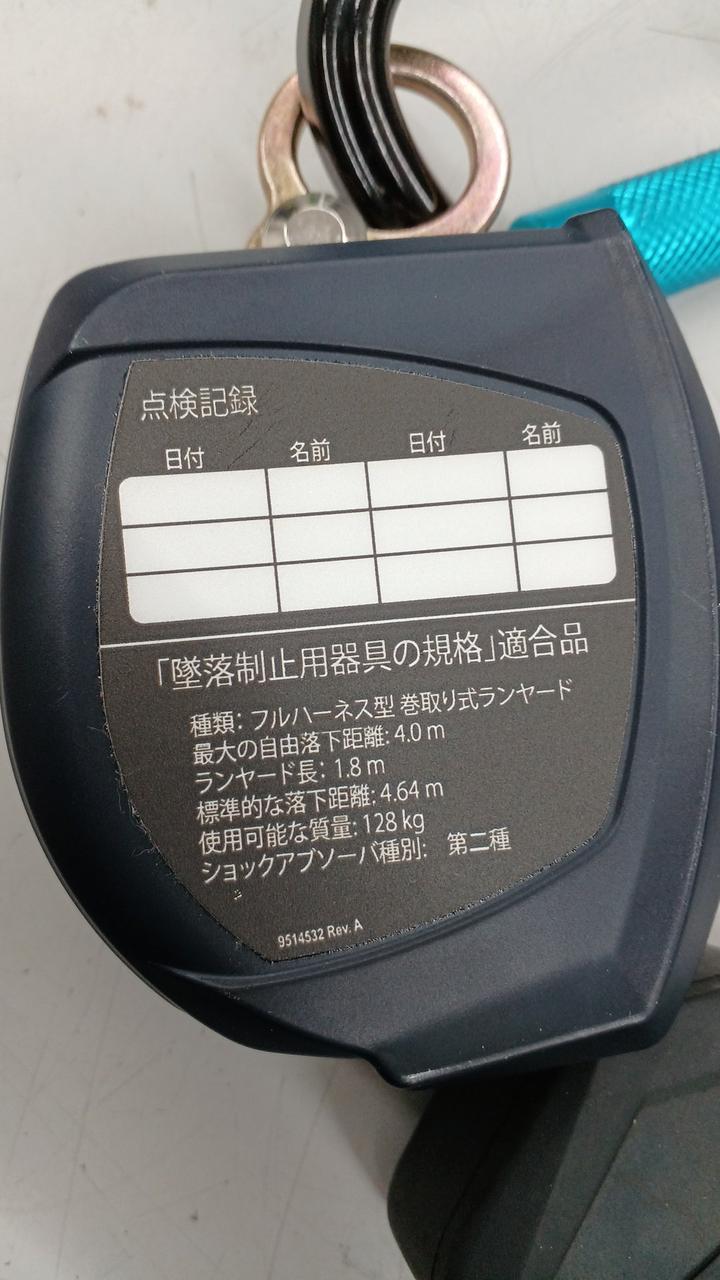 点検記録
日付 名前 日付 名前
「墜落制止用器具の規格」適合品
種類: フルハーネス型 巻取り式ランヤード
最大の自由落下距離: 4.0 m
ランヤード長: 1.8 m
標準的な落下距離: 4.64 m
使用可能な質量: 128 kg
ショックアブソーバ種別: 第二種
9514532 Rev. A